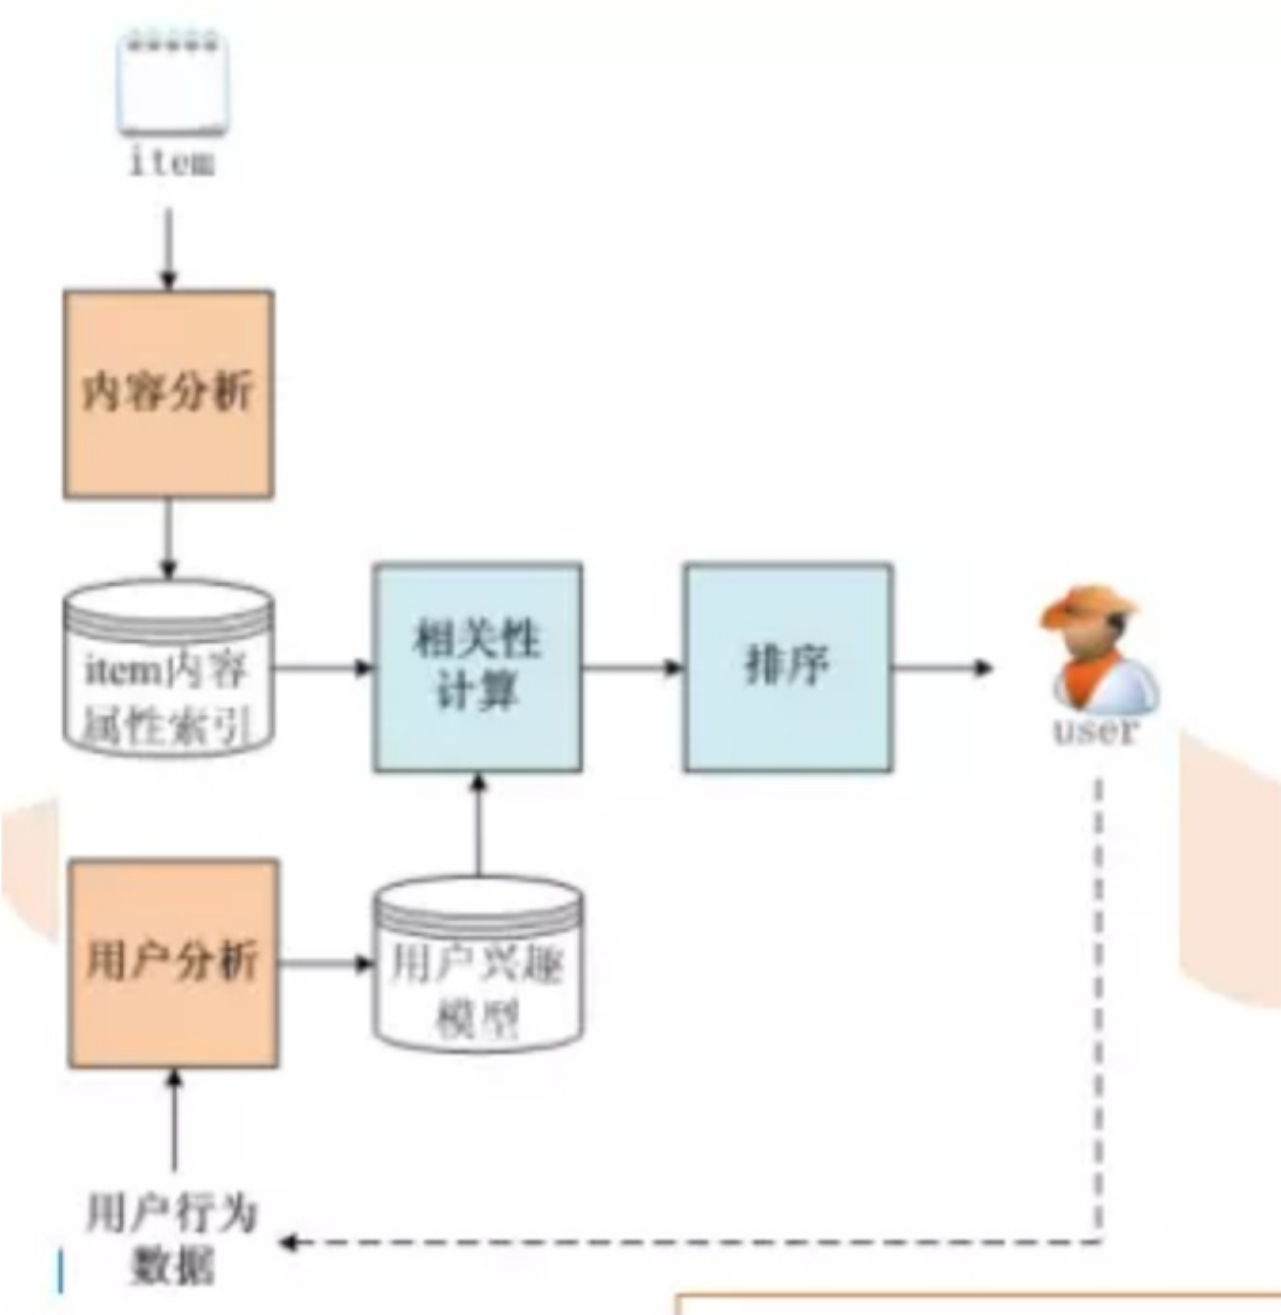 item
内容分析
item内容
属性索引
相关性
计算
排序
user
用户分析
用户兴趣
模型
用户行为
数据